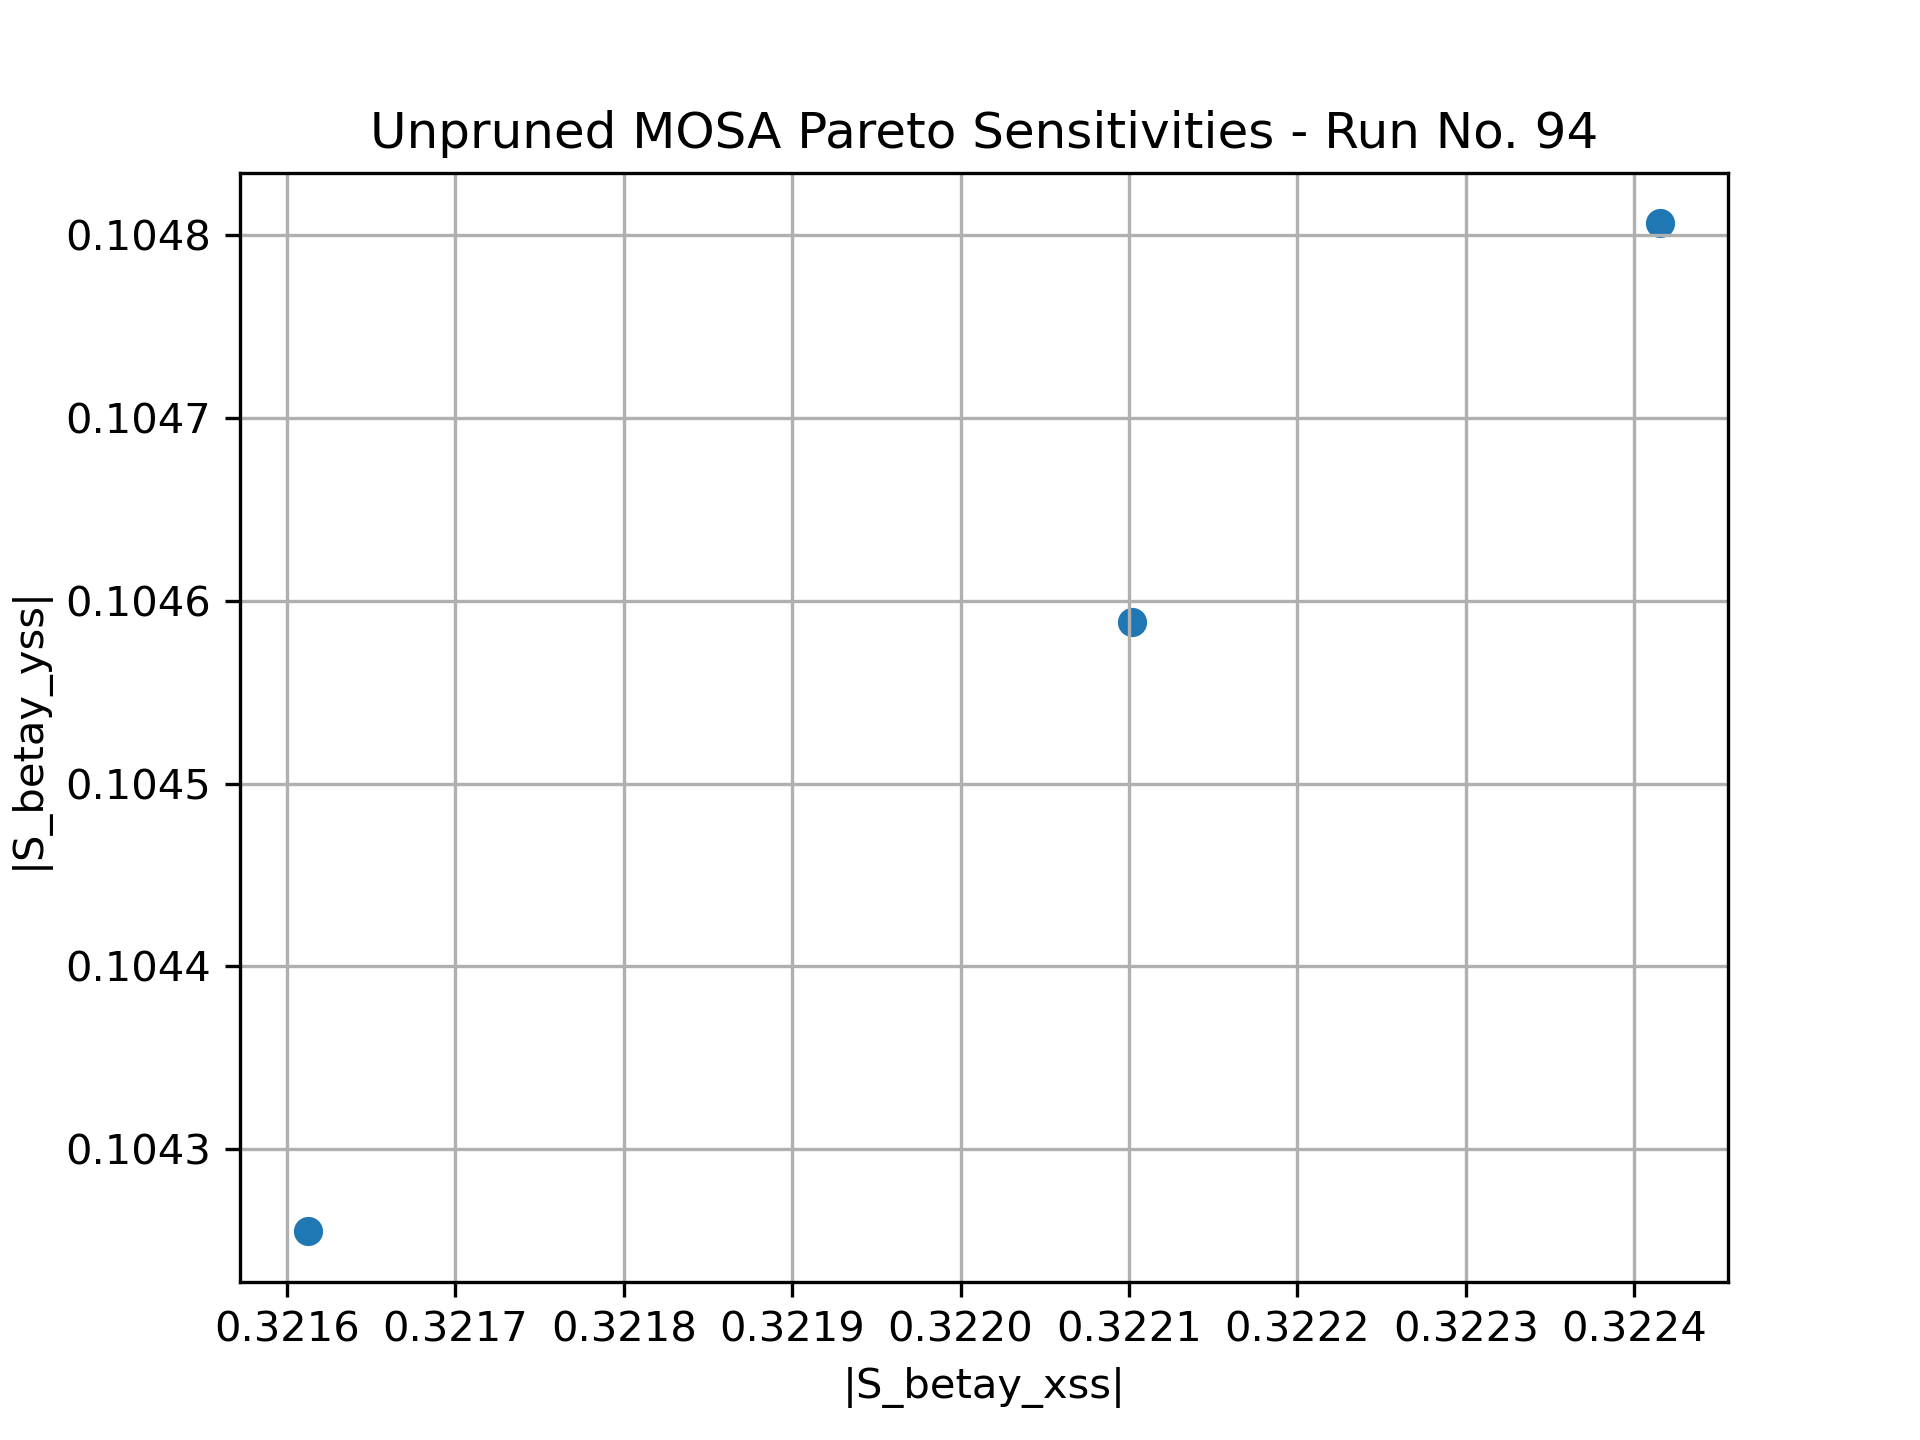 Unpruned MOSA Pareto Sensitivities - Run No. 94
0.1048
0.1047
0.1046
0.1045
0.1044
0.1043
|S_betay_yss|
0.3216 0.3217 0.3218 0.3219 0.3220 0.3221 0.3222 0.3223 0.3224
|S_betay_xss|